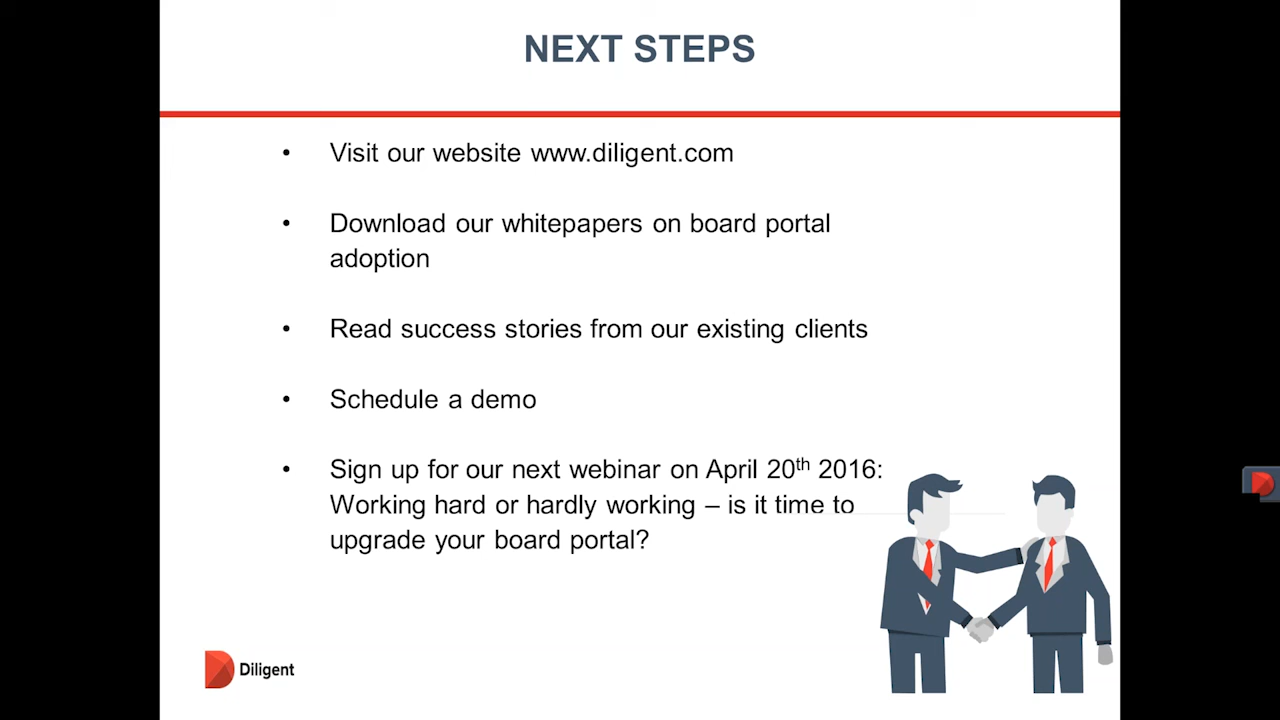 NEXT STEPS
• Visit our website www.diligent.com
• Download our whitepapers on board portal
adoption
• Read success stories from our existing clients
• Schedule a demo
• Sign up for our next webinar on April 20th 2016:
Working hard or hardly working – is it time to
upgrade your board portal?
Diligent